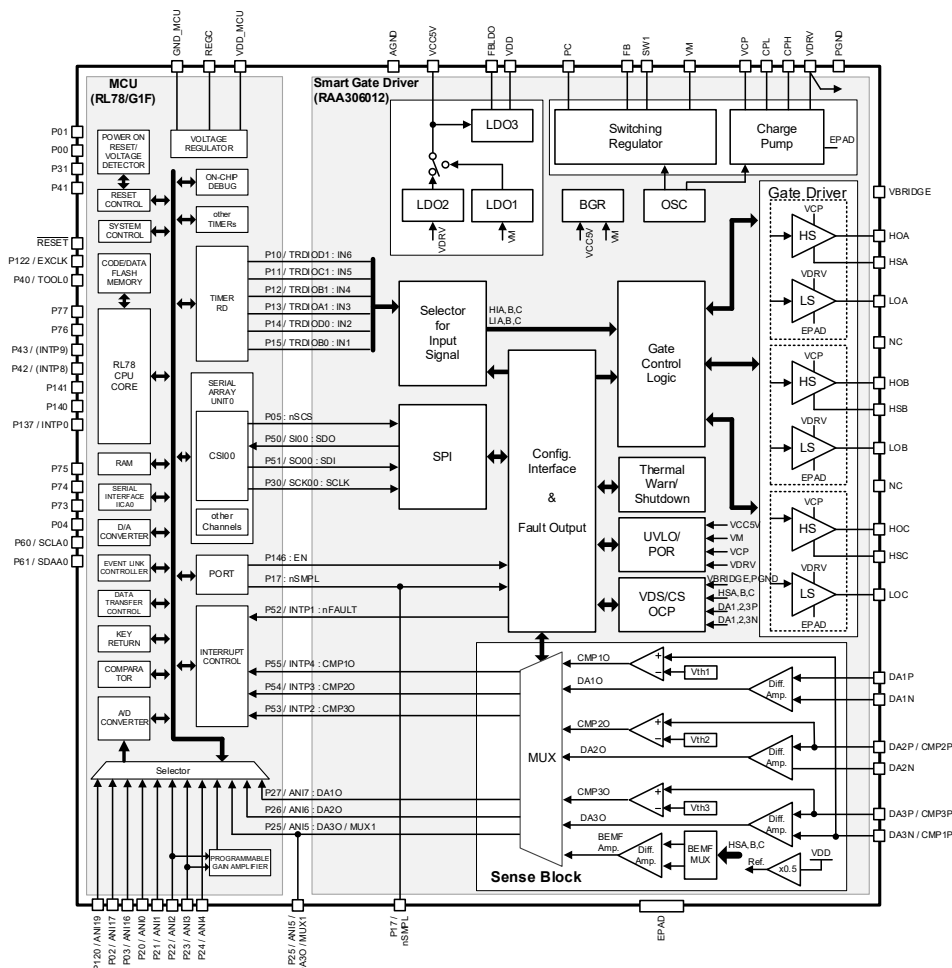 GND_MCU
REGC
VDD_MCU
AGND
VCC5V
FBLDO
VDD
PC
FB
SW1
VM
VCP
CPL
CPH
VDRV
PGND
MCU
(RL78/G1F)
Smart Gate Driver
(RAA306012)
P01
P00
P31
P41
RESET
P122 / EXCLK
P40 / TOOL0
P77
P76
P43 / (INTP9)
P42 / (INTP8)
P141
P140
P137 / INTP0
P75
P74
P73
P04
P60 / SCLA0
P61 / SDAA0
POWER ON
RESET/
VOLTAGE
DETECTOR
RESET
CONTROL
SYSTEM
CONTROL
CODE/DATA
FLASH
MEMORY
RL78
CPU
CORE
RAM
SERIAL
INTERFACE
IICA0
D/A
CONVERTER
EVENT LINK
CONTROLLER
DATA
TRANSFER
CONTROL
KEY
RETURN
COMPARA
TOR
A/D
CONVERTER
VOLTAGE
REGULATOR
ON-CHIP
DEBUG
other
TIMERs
TIMER
RD
SERIAL
ARRAY
UNIT0
CSI00
other
Channels
PORT
INTERRUPT
CONTROL
Selector
PROGRAMMABLE
GAIN AMPLIFIER
P10 / TRDIOD1 : IN6
P11 / TRDIOC1 : IN5
P12 / TRDIOB1 : IN4
P13 / TRDIOA1 : IN3
P14 / TRDIOD0 : IN2
P15 / TRDIOB0 : IN1
P05 : nSCS
P50 / SI00 : SDO
P51 / SO00 : SDI
P30 / SCK00 : SCLK
P146 : EN
P17 : nSMPL
P52 / INTP1 : nFAULT
P55 / INTP4 : CMP1O
P54 / INTP3 : CMP2O
P53 / INTP2 : CMP3O
P27 / ANI7 : DA1O
P26 / ANI6 : DA2O
P25 / ANI5 : DA3O / MUX1
LDO3
LDO2
LDO1
VDRV
VM
BGR
VCC5V
VM
OSC
Switching
Regulator
Charge
Pump
EPAD
Selector
for
Input
Signal
HIA,B,C
LIA,B,C
SPI
Config.
Interface
&
Fault Output
Gate
Control
Logic
Thermal
Warn/
Shutdown
UVLO/
POR
VCC5V
VM
VCP
VDRV
VDS/CS
OCP
VBRIDGE,PGND
HSA,B,C
DA1,2,3P
DA1,2,3N
Gate Driver
VCP
HS
VDRV
LS
EPAD
VCP
HS
VDRV
LS
EPAD
VCP
HS
VDRV
LS
EPAD
VBRIDGE
HOA
HSA
LOA
NC
HOB
HSB
LOB
NC
HOC
HSC
LOC
DA1P
DA1N
DA2P / CMP2P
DA2N
DA3P / CMP3P
DA3N / CMP1P
MUX
CMP1O
+
−
Vth1
DA1O
Diff.
Amp.
CMP2O
+
−
Vth2
DA2O
Diff.
Amp.
CMP3O
+
−
Vth3
DA3O
Diff.
Amp.
BEMF
Amp.
Diff.
Amp.
BEMF
MUX
HSA,B,C
Ref.
x0.5
VDD
Sense Block
P120 / ANI19
P02 / ANI17
P03 / ANI16
P20 / ANI0
P21 / ANI1
P22 / ANI2
P23 / ANI3
P24 / ANI4
P25 / ANI5 /
A3O / MUX1
P17 /
nSMPL
EPAD